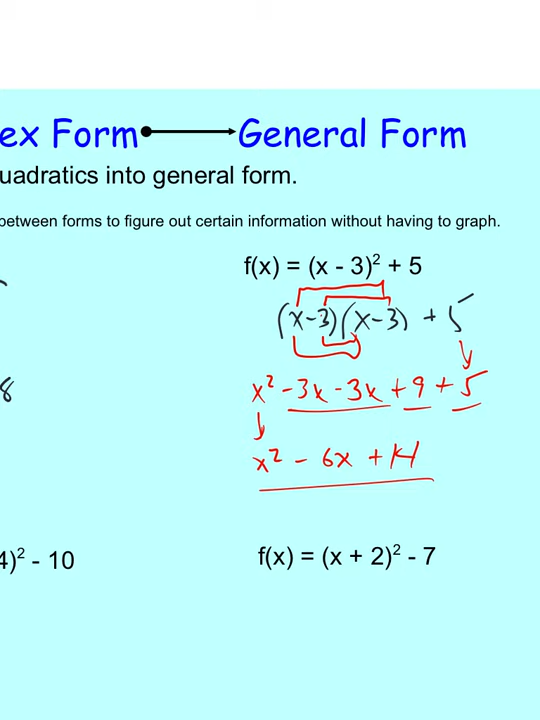 ex Form General Form
uadratics into general form.
between forms to figure out certain information without having to graph.
f(x) = (x - 3)² + 5
(x-3)(x-3) + 5
x² -3x -3x +9 +5
8
x² - 6x + 14
4)² - 10
f(x) = (x + 2)² - 7